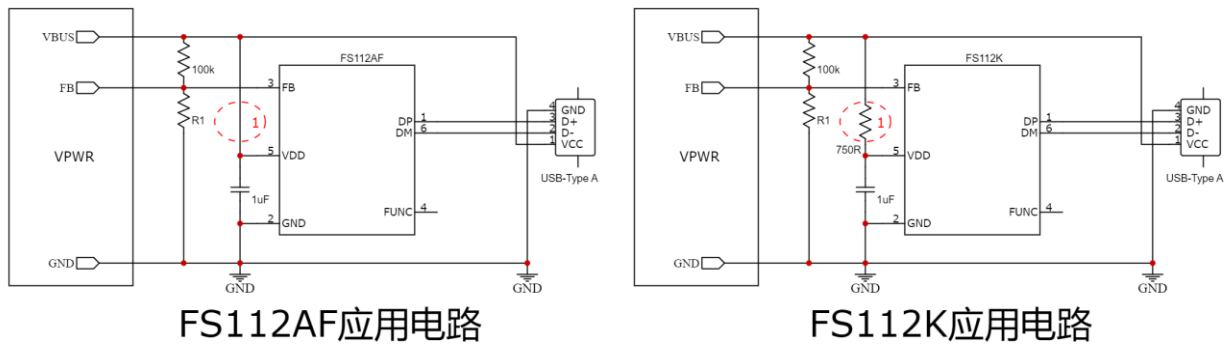 VBUS
100k
FS112AF
FB
3
FB
R1
1
DP 1
DM 6
4 GND
3 D+
2 D-
1 VCC
VPWR
5 VDD
USB-Type A
1uF
FUNC 4
2 GND
GND
GND
GND
FS112AF应用电路
VBUS
100k
FS112K
FB
3
FB
R1
1
DP 1
DM 6
4 GND
3 D+
2 D-
1 VCC
750R
VPWR
5 VDD
USB-Type A
1uF
FUNC 4
2 GND
GND
GND
GND
FS112K应用电路